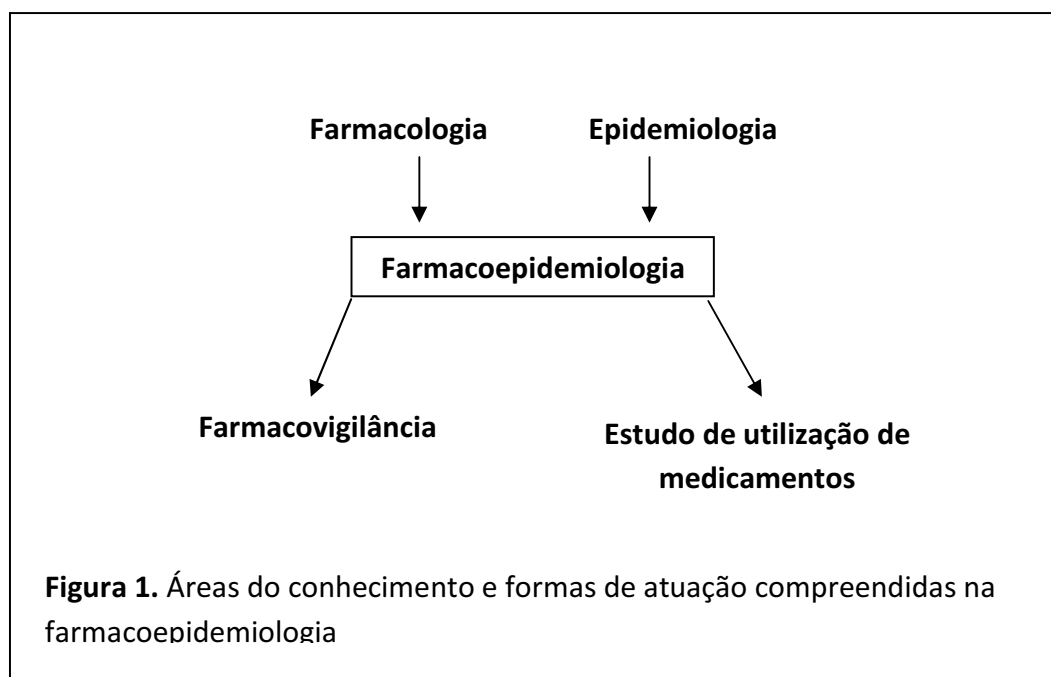 Farmacologia Epidemiologia
Farmacoepidemiologia
Farmacovigilância
Estudo de utilização de
medicamentos
Figura 1. Áreas do conhecimento e formas de atuação compreendidas na
farmacoepidemiologia